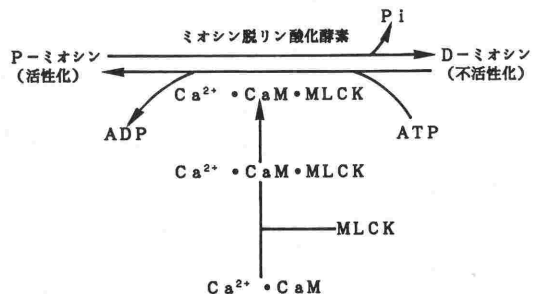 Pi
ミオシン脱リン酸化酵素
P－ミオシン
（活性化）
D－ミオシン
（不活性化）
Ca²⁺・CaM・MLCK
ADP
ATP
Ca²⁺・CaM・MLCK
MLCK
Ca²⁺・CaM